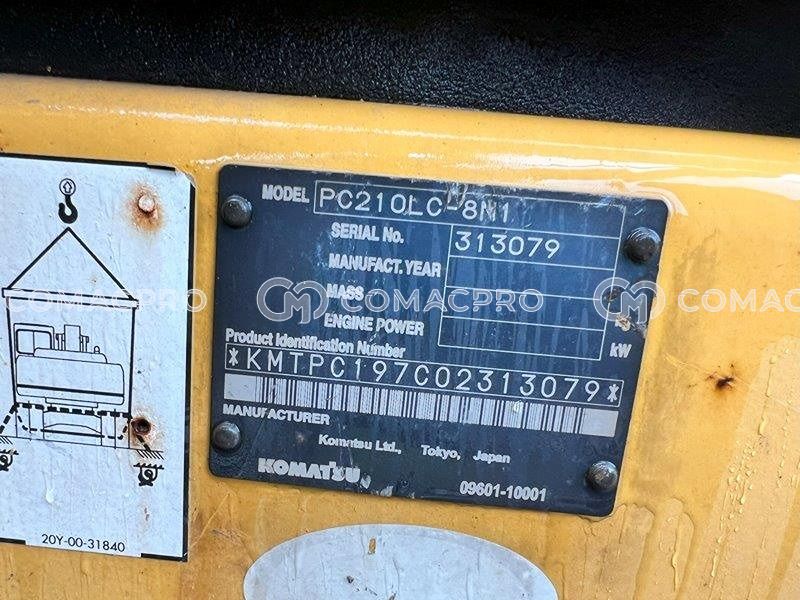 MODEL PC210LC-8N1
SERIAL No. 313079
MANUFACT.YEAR
MASS
ENGINE POWER kW
Product Identification Number
*KMTPC197C02313079*
MANUFACTURER
Komatsu Ltd., Tokyo, Japan
KOMATSU 09601-10001
20Y-00-31840
COMACPRO COMACPRO COMACPRO